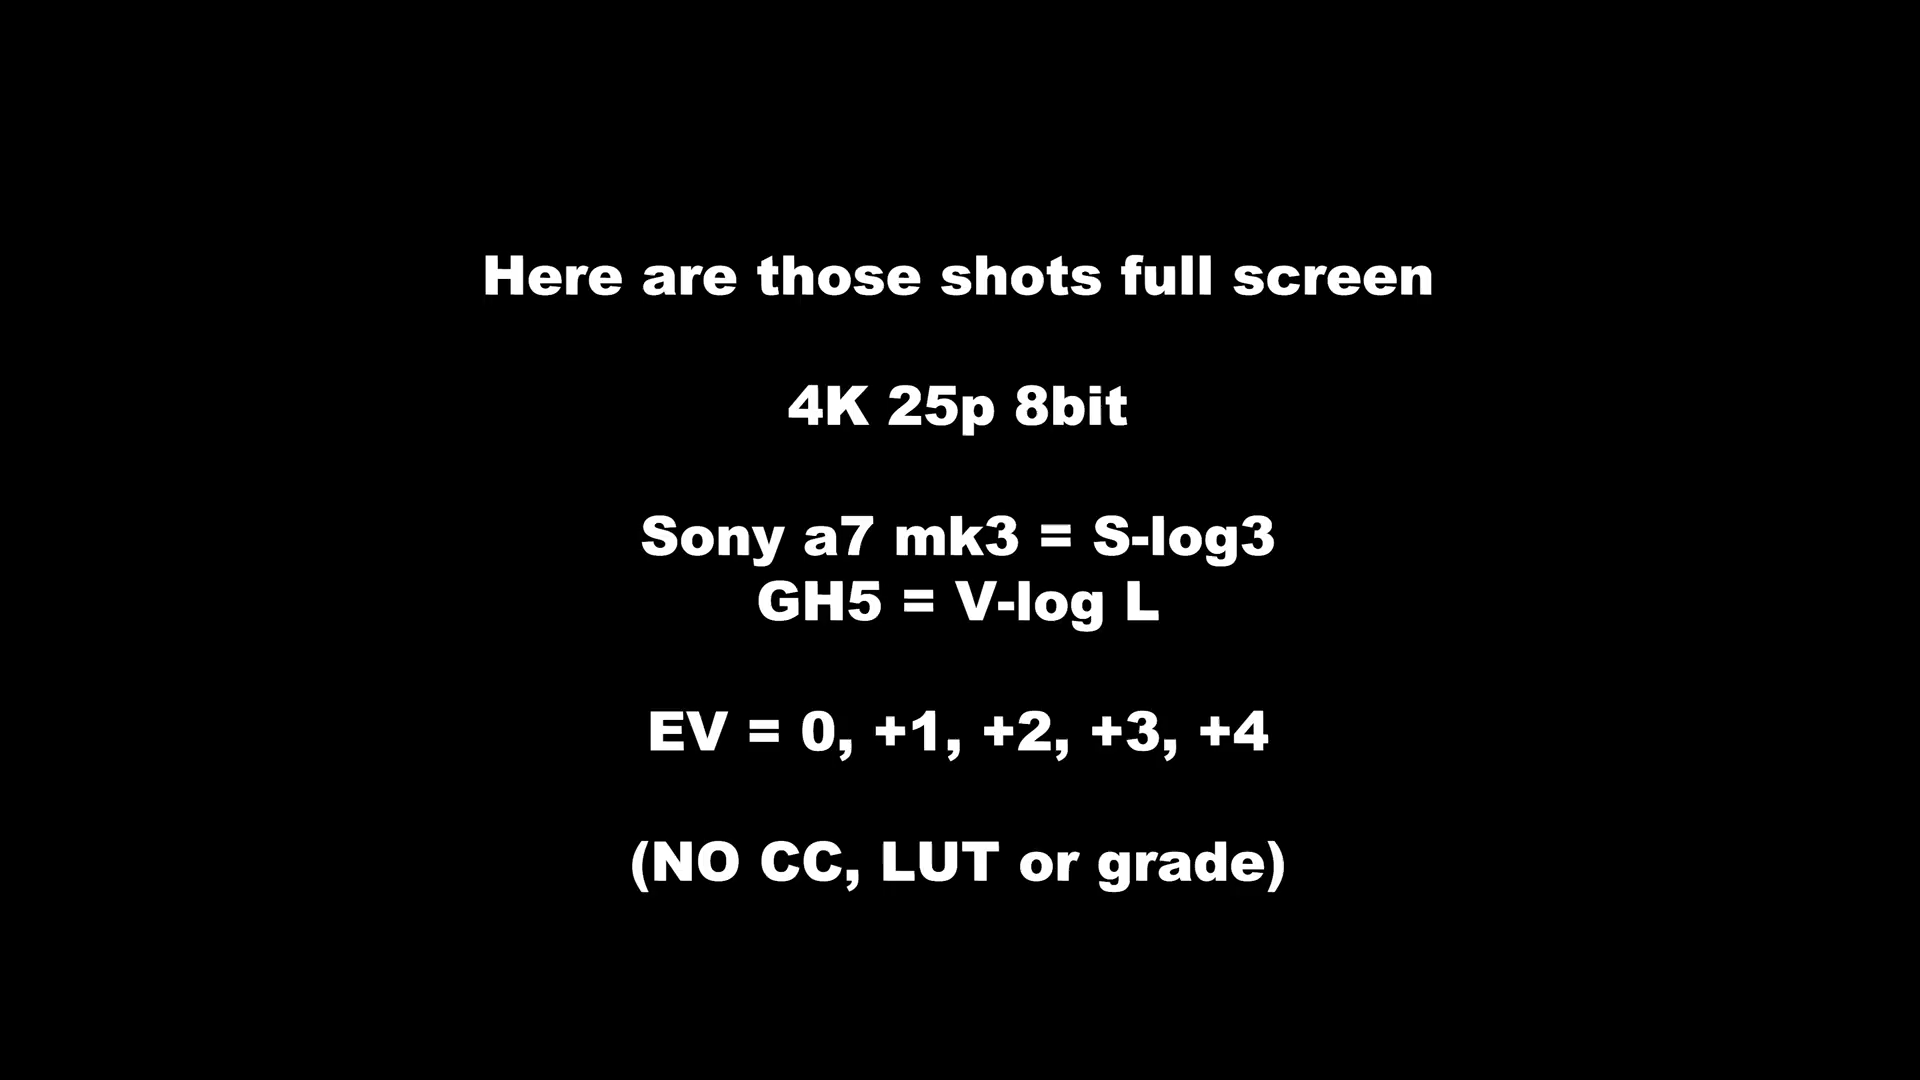 Here are those shots full screen
4K 25p 8bit
Sony a7 mk3 = S-log3
GH5 = V-log L
EV = 0, +1, +2, +3, +4
(NO CC, LUT or grade)